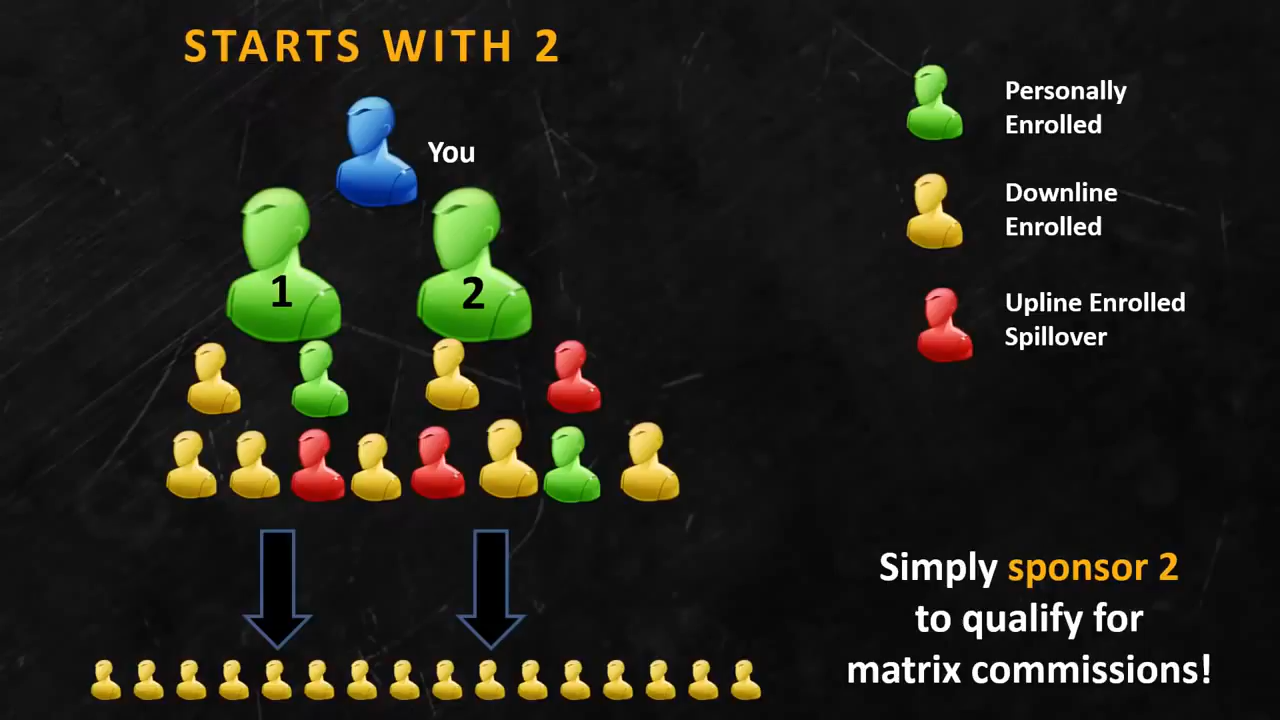 STARTS WITH 2
You
1
2
Personally
Enrolled
Downline
Enrolled
Upline Enrolled
Spillover
Simply sponsor 2
to qualify for
matrix commissions!